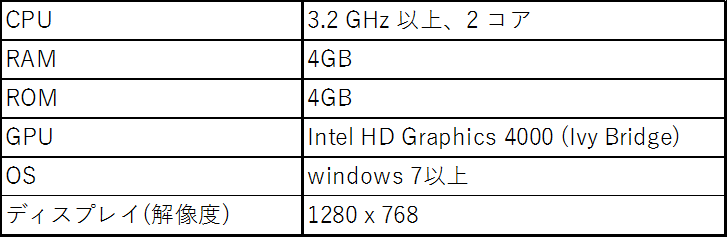 CPU 3.2 GHz 以上、2 コア
RAM 4GB
ROM 4GB
GPU Intel HD Graphics 4000 (Ivy Bridge)
OS windows 7以上
ディスプレイ(解像度) 1280 x 768